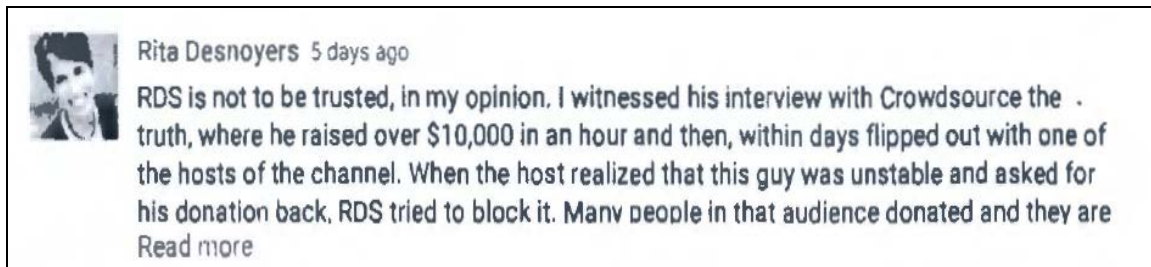 Rita Desnoyers 5 days ago
RDS is not to be trusted, in my opinion. I witnessed his interview with Crowdsource the
truth, where he raised over $10,000 in an hour and then, within days flipped out with one of
the hosts of the channel. When the host realized that this guy was unstable and asked for
his donation back, RDS tried to block it. Many people in that audience donated and they are
Read more